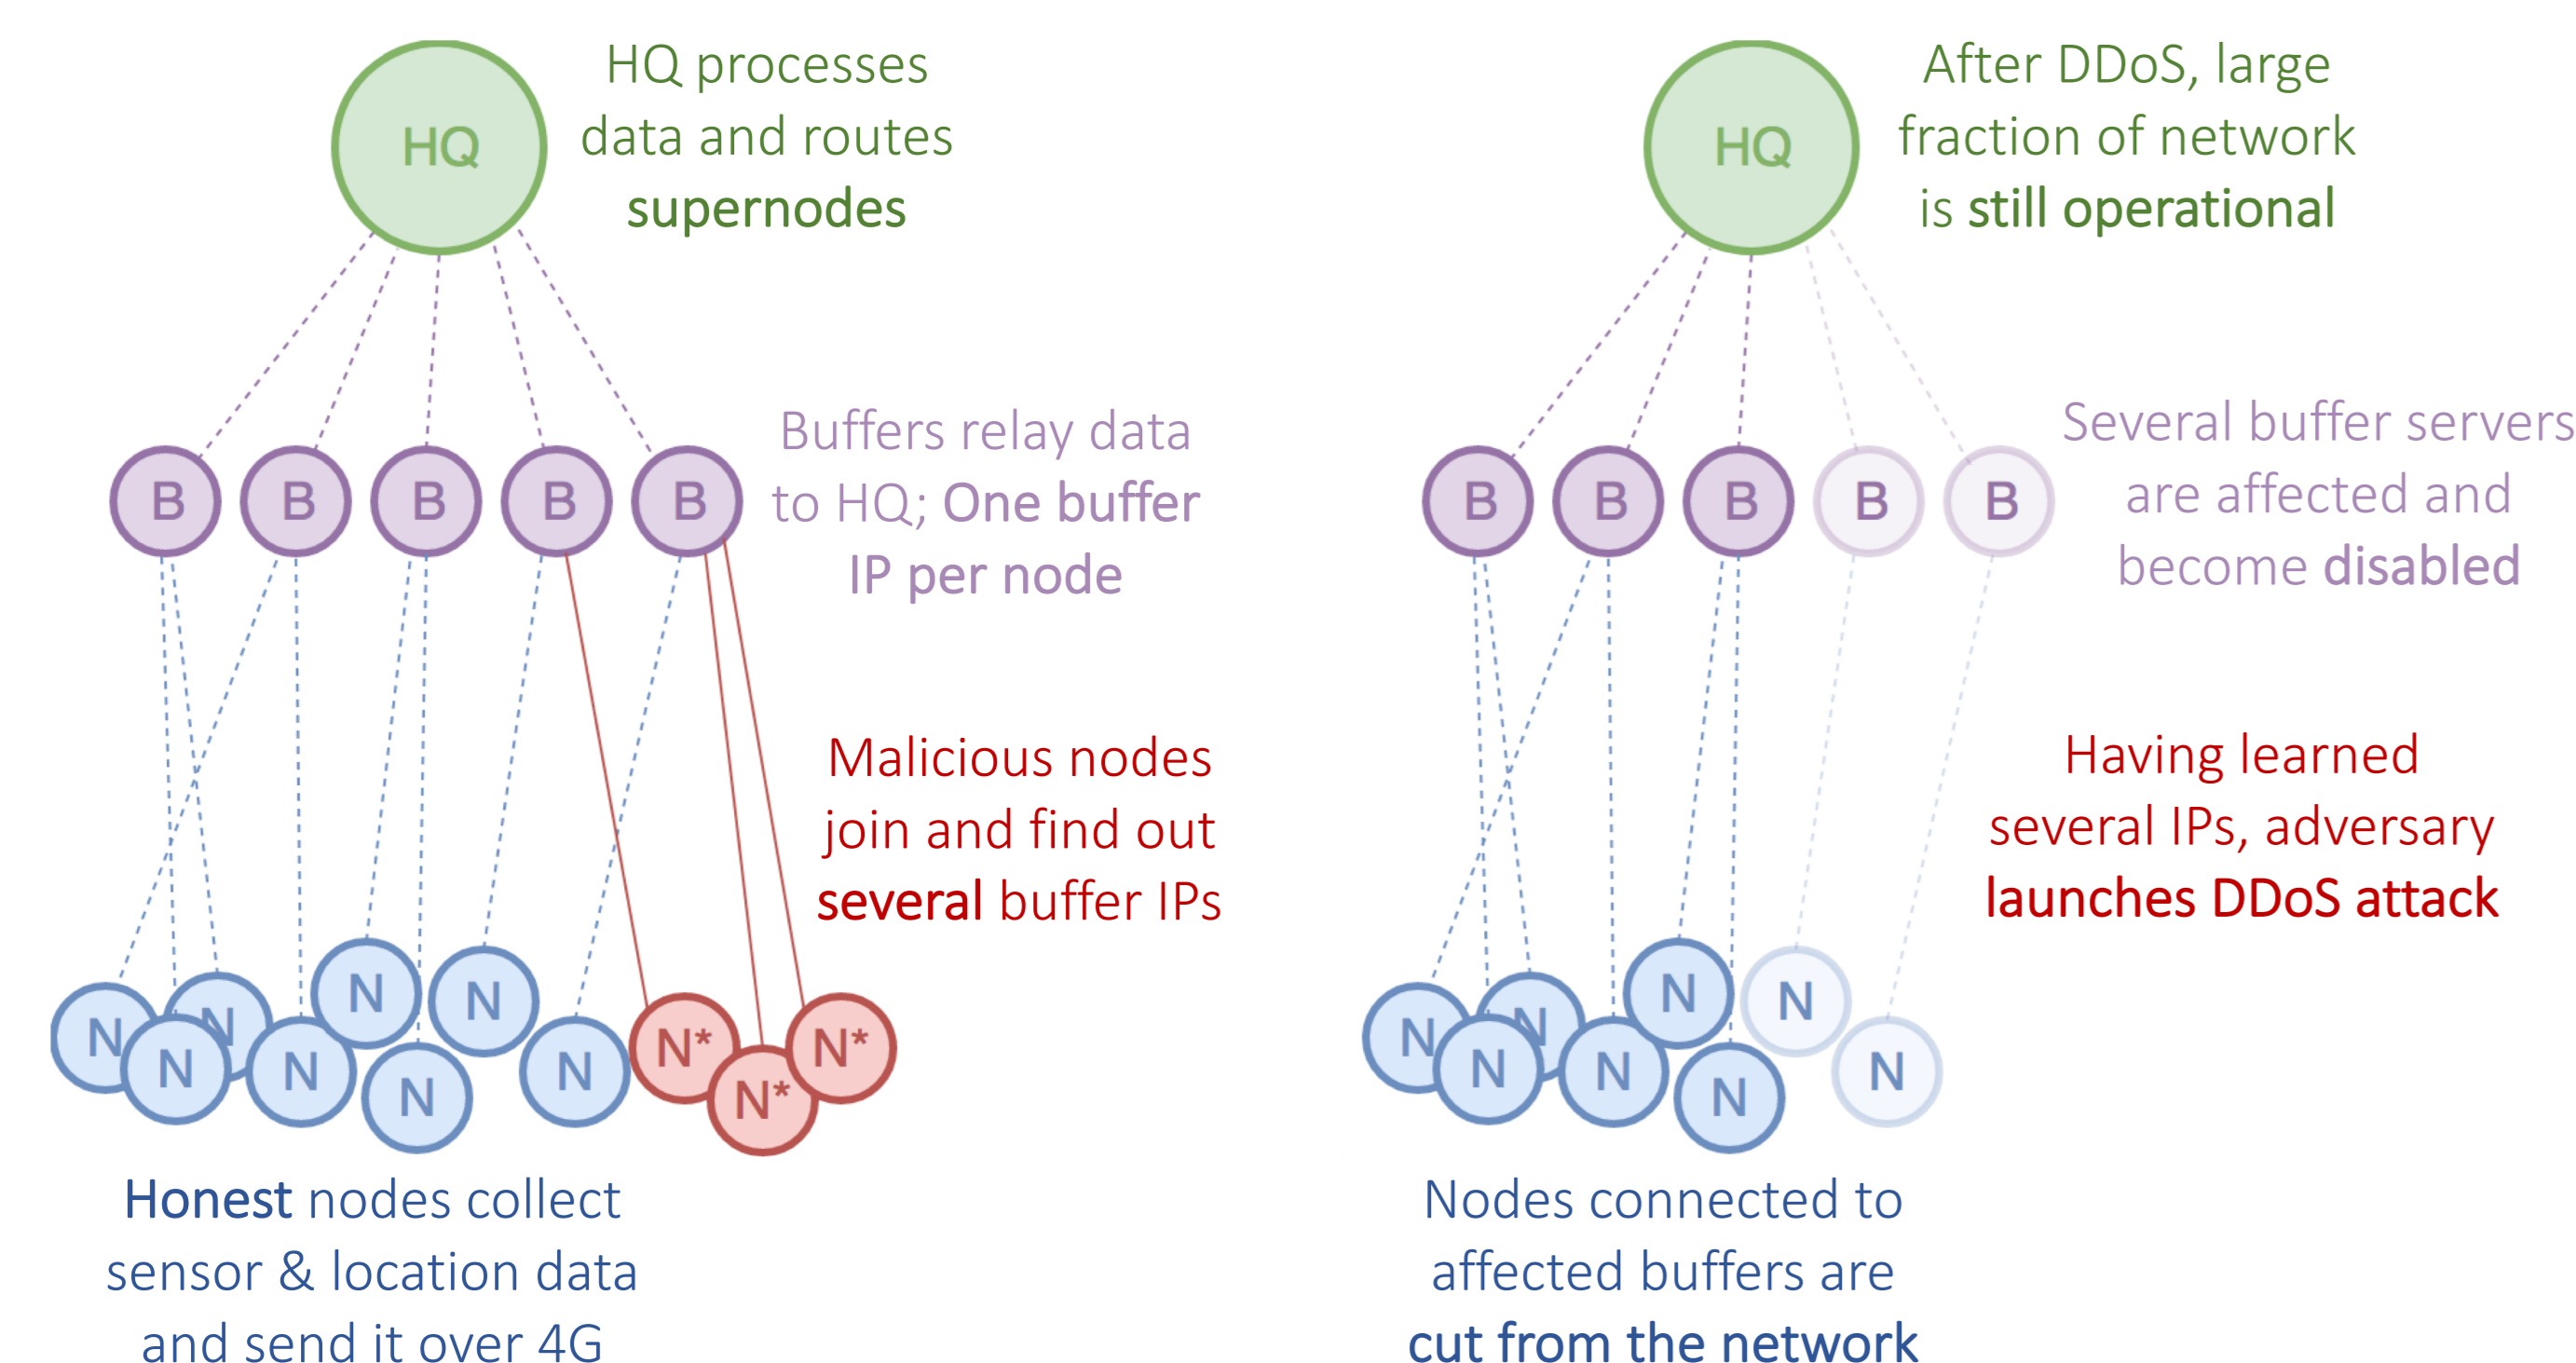 HQ
HQ processes
data and routes
supernodes
B
B
B
B
B
Buffers relay data
to HQ; One buffer
IP per node
Malicious nodes
join and find out
several buffer IPs
N
N
N
N
N
N
N
N
N*
N*
N*
Honest nodes collect
sensor & location data
and send it over 4G
HQ
After DDoS, large
fraction of network
is still operational
B
B
B
B
B
Several buffer servers
are affected and
become disabled
Having learned
several IPs, adversary
launches DDoS attack
N
N
N
N
N
N
N
N
Nodes connected to
affected buffers are
cut from the network